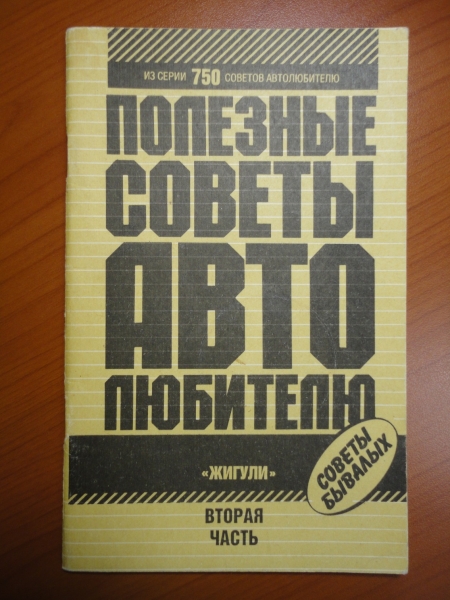 ИЗ СЕРИИ 750 СОВЕТОВ АВТОЛЮБИТЕЛЮ
ПОЛЕЗНЫЕ
СОВЕТЫ
АВТО
ЛЮБИТЕЛЮ
«ЖИГУЛИ»
СОВЕТЫ
БЫВАЛЫХ
ВТОРАЯ
ЧАСТЬ